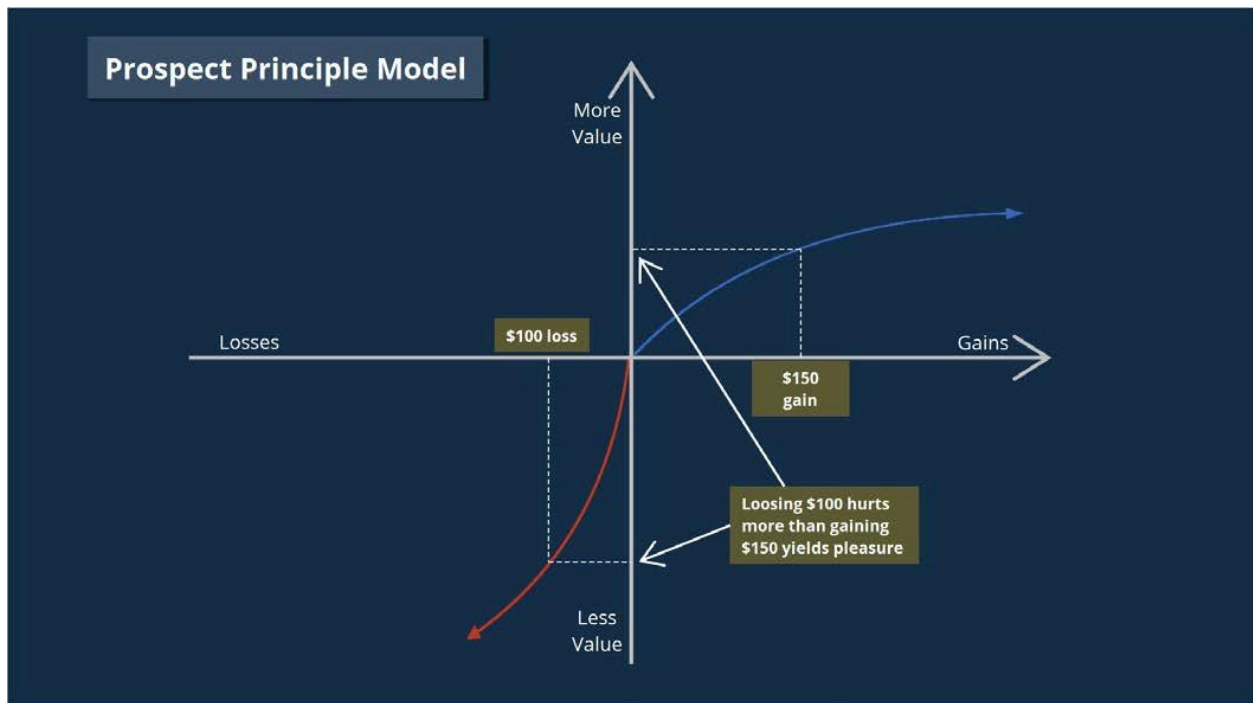 Prospect Principle Model
More
Value
$100 loss
Losses
Gains
$150
gain
Loosing $100 hurts
more than gaining
$150 yields pleasure
Less
Value